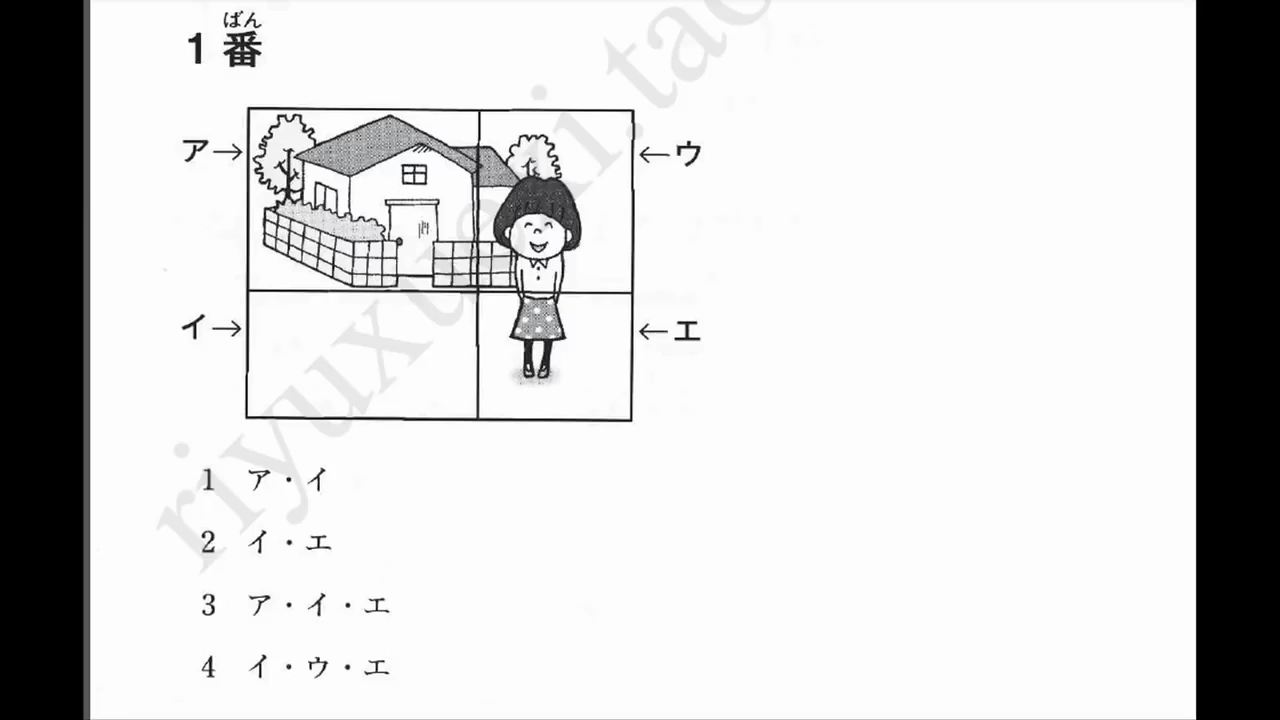 ばん
1 番
ア→
←ウ
イ→
←エ
1 ア・イ
2 イ・エ
3 ア・イ・エ
4 イ・ウ・エ